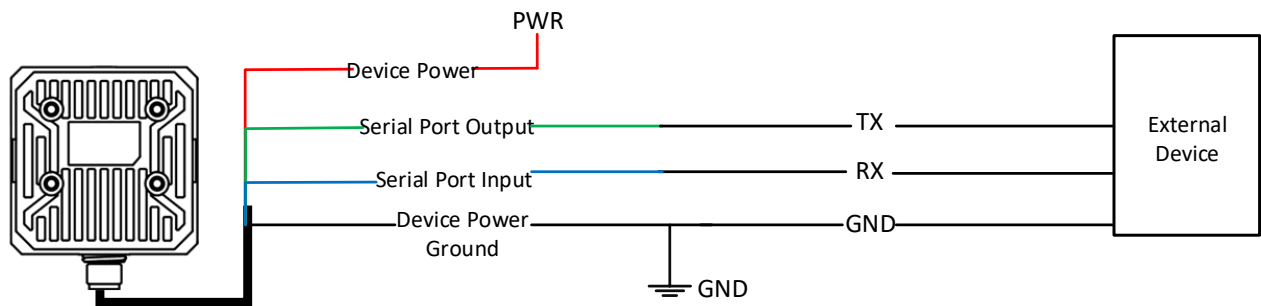 PWR
Device Power
Serial Port Output
TX
External
Device
Serial Port Input
RX
Device Power
Ground
GND
GND